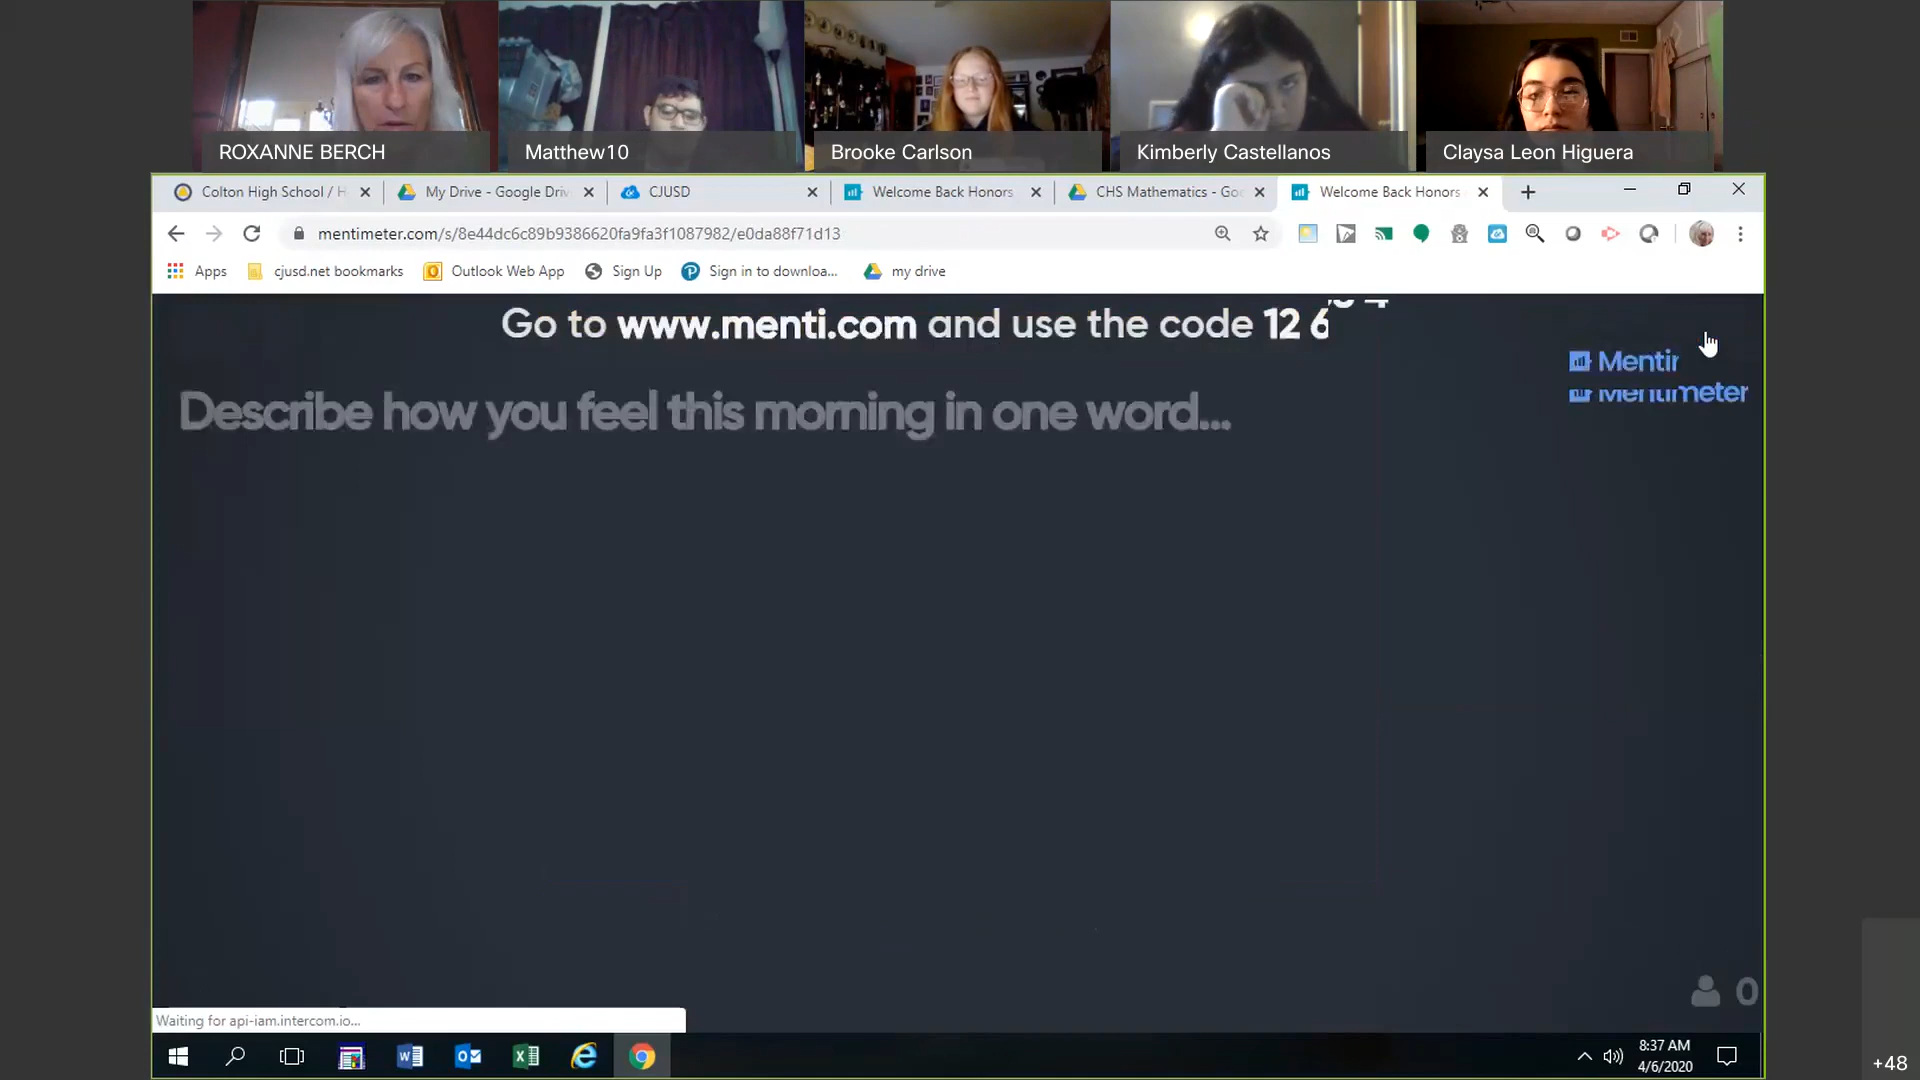 ROXANNE BERCH
Matthew10
Brooke Carlson
Kimberly Castellanos
Claysa Leon Higuera
Colton High School / H
My Drive - Google Driv
CJUSD
Welcome Back Honors
CHS Mathematics - Goo
Welcome Back Honors
mentimeter.com/s/8e44dc6c89b9386620fa9fa3f1087982/e0da88f71d13
Apps
cjusd.net bookmarks
Outlook Web App
Sign Up
Sign in to downloa...
my drive
Go to www.menti.com and use the code 12 6
Mentim
Mentimeter
Describe how you feel this morning in one word...
0
Waiting for api-iam.intercom.io...
8:37 AM
4/6/2020
+48